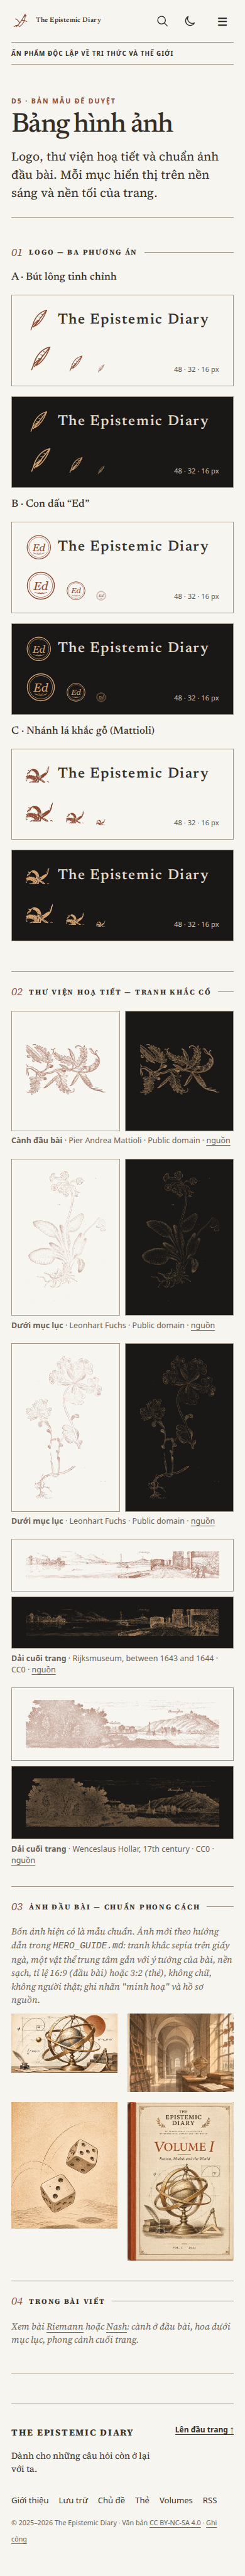 The Epistemic Diary
ẤN PHẨM ĐỘC LẬP VỀ TRI THỨC VÀ THẾ GIỚI
D5 · BẢN MẪU ĐỂ DUYỆT
Bảng hình ảnh
Logo, thư viện hoạ tiết và chuẩn ảnh
đầu bài. Mỗi mục hiển thị trên nền
sáng và nền tối của trang.
01 LOGO — BA PHƯƠNG ÁN
A · Bút lông tinh chỉnh
The Epistemic Diary
48 · 32 · 16 px
The Epistemic Diary
48 · 32 · 16 px
B · Con dấu “Ed”
Ed The Epistemic Diary
Ed Ed Ed 48 · 32 · 16 px
Ed The Epistemic Diary
Ed Ed Ed 48 · 32 · 16 px
C · Nhánh lá khắc gỗ (Mattioli)
The Epistemic Diary
48 · 32 · 16 px
The Epistemic Diary
48 · 32 · 16 px
02 THƯ VIỆN HOẠ TIẾT — TRANH KHẮC CỔ
Cành đầu bài · Pier Andrea Mattioli · Public domain · nguồn
Dưới mục lục · Leonhart Fuchs · Public domain · nguồn
Dưới mục lục · Leonhart Fuchs · Public domain · nguồn
Dải cuối trang · Rijksmuseum, between 1643 and 1644 ·
CC0 · nguồn
Dải cuối trang · Wenceslaus Hollar, 17th century · CC0 ·
nguồn
03 ẢNH ĐẦU BÀI — CHUẨN PHONG CÁCH
Bốn ảnh hiện có là mẫu chuẩn. Ảnh mới theo hướng
dẫn trong HERO_GUIDE.md: tranh khắc sepia trên giấy
ngà, một vật thể trung tâm gắn với ý tưởng của bài, nền
sạch, tỉ lệ 16:9 (đầu bài) hoặc 3:2 (thẻ), không chữ,
không người thật; ghi nhãn "minh hoạ" và hồ sơ
nguồn.
THE
EPISTEMIC
DIARY
VOLUME I
04 TRONG BÀI VIẾT
Xem bài Riemann hoặc Nash: cành ở đầu bài, hoa dưới
mục lục, phong cảnh cuối trang.
THE EPISTEMIC DIARY
Lên đầu trang ↑
Dành cho những câu hỏi còn ở lại
với ta.
Giới thiệu Lưu trữ Chủ đề Thẻ Volumes RSS
© 2025–2026 The Epistemic Diary · Văn bản CC BY-NC-SA 4.0 · Ghi
công